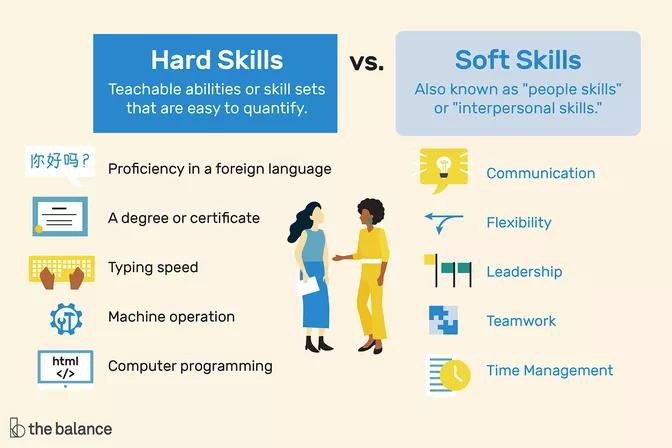 Hard Skills
Teachable abilities or skill sets
that are easy to quantify.
vs.
Soft Skills
Also known as "people skills"
or "interpersonal skills."
你好吗?
Proficiency in a foreign language
A degree or certificate
Typing speed
Machine operation
html
</>
Computer programming
Communication
Flexibility
Leadership
Teamwork
Time Management
the balance